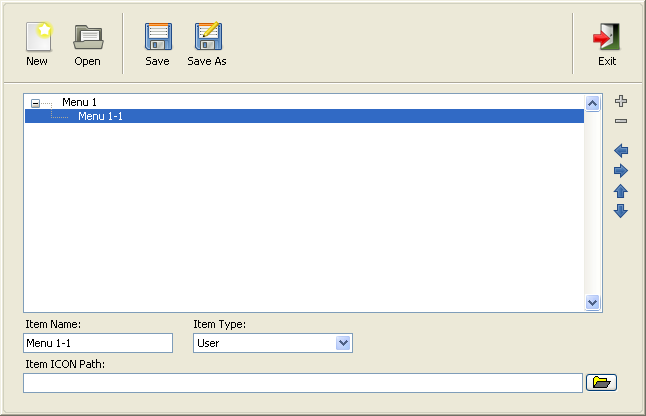 New Open Save Save As Exit
Menu 1
Menu 1-1
Item Name: Item Type:
Menu 1-1 User
Item ICON Path: